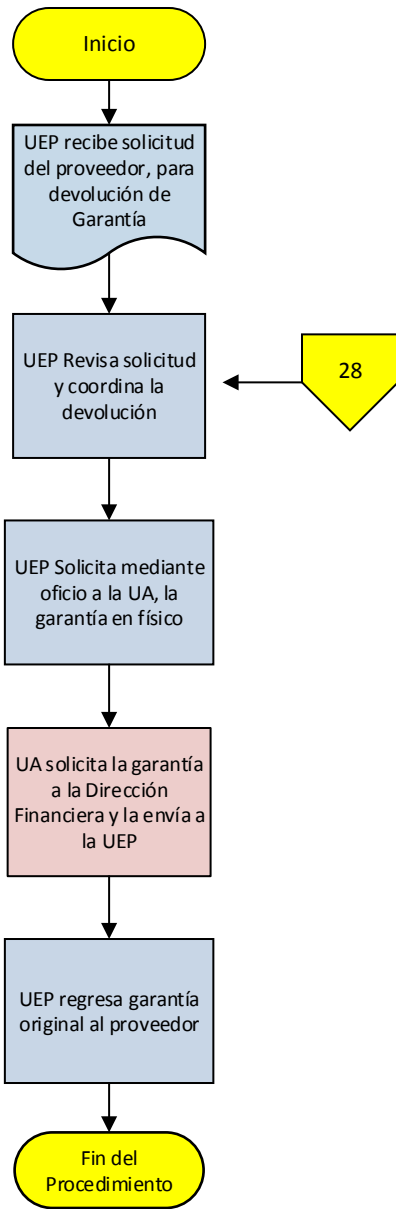 Inicio
UEP recibe solicitud
del proveedor, para
devolución de
Garantía
UEP Revisa solicitud
y coordina la
devolución
28
UEP Solicita mediante
oficio a la UA, la
garantía en físico
UA solicita la garantía
a la Dirección
Financiera y la envía a
la UEP
UEP regresa garantía
original al proveedor
Fin del
Procedimiento